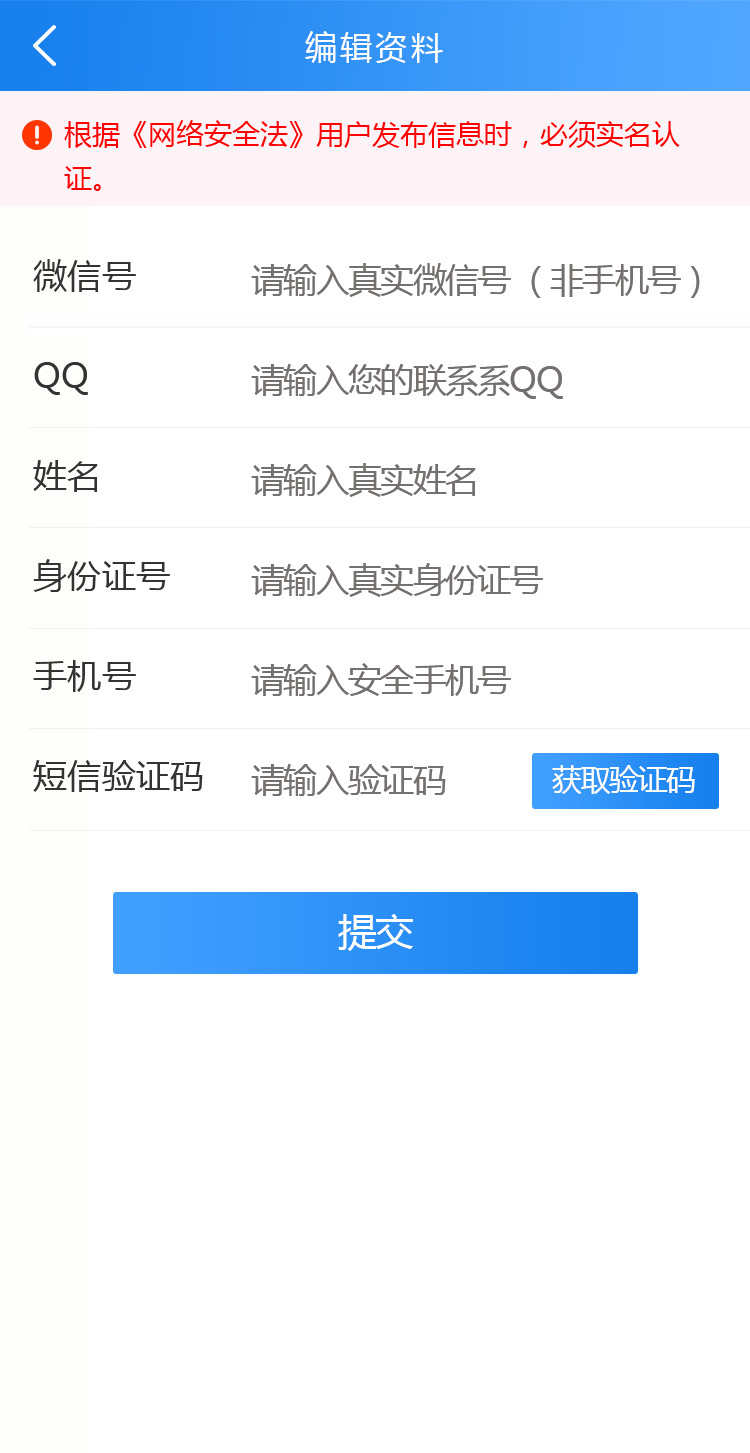 编辑资料
根据《网络安全法》用户发布信息时，必须实名认
证。
微信号 请输入真实微信号（非手机号）
QQ 请输入您的联系系QQ
姓名 请输入真实姓名
身份证号 请输入真实身份证号
手机号 请输入安全手机号
短信验证码 请输入验证码 获取验证码
提交